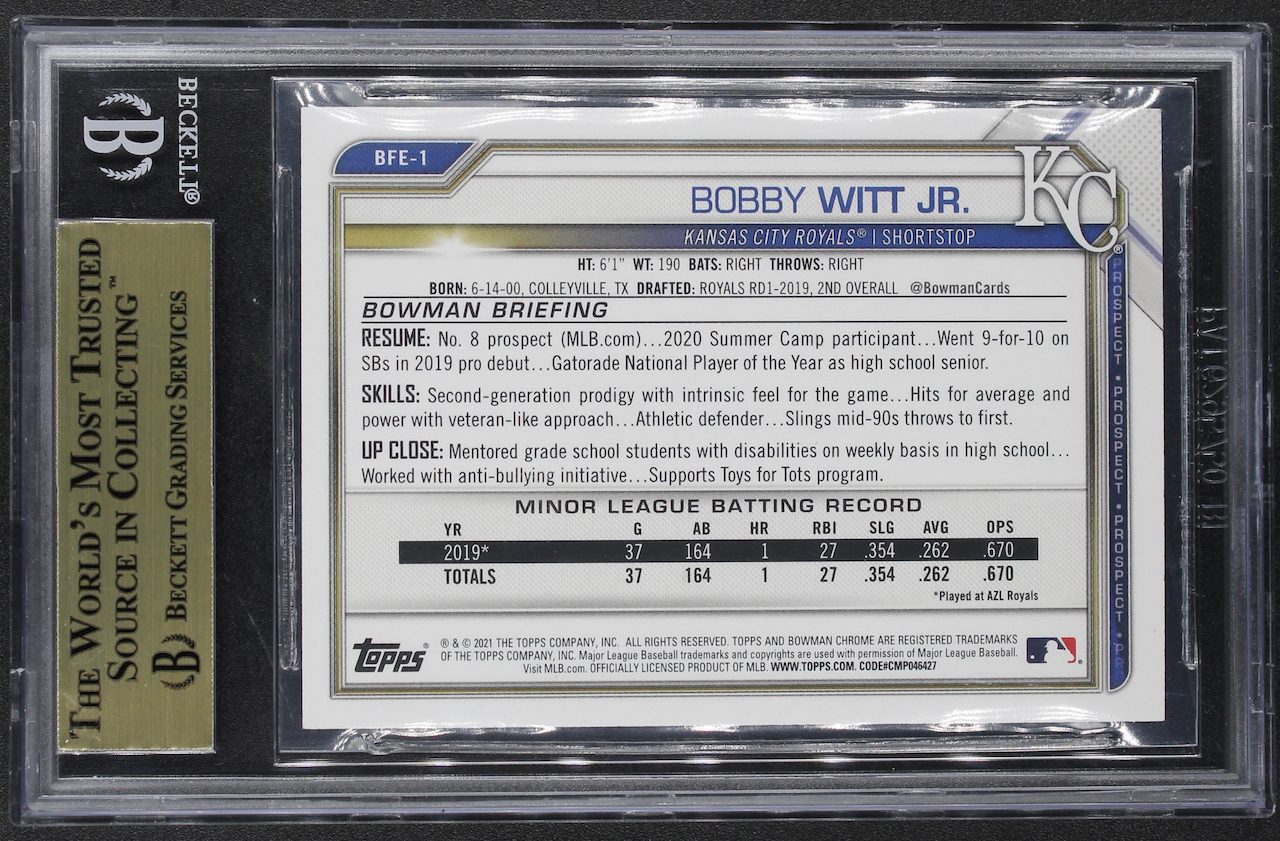 BECKETT®
B
THE WORLD'S MOST TRUSTED
SOURCE IN COLLECTING™
B BECKETT GRADING SERVICES
BFE-1
KC®
BOBBY WITT JR.
KANSAS CITY ROYALS® | SHORTSTOP
HT: 6'1" WT: 190 BATS: RIGHT THROWS: RIGHT
BORN: 6-14-00, COLLEYVILLE, TX DRAFTED: ROYALS RD1-2019, 2ND OVERALL @BowmanCards
BOWMAN BRIEFING
RESUME: No. 8 prospect (MLB.com)...2020 Summer Camp participant...Went 9-for-10 on
SBs in 2019 pro debut...Gatorade National Player of the Year as high school senior.
SKILLS: Second-generation prodigy with intrinsic feel for the game...Hits for average and
power with veteran-like approach...Athletic defender...Slings mid-90s throws to first.
UP CLOSE: Mentored grade school students with disabilities on weekly basis in high school...
Worked with anti-bullying initiative...Supports Toys for Tots program.
MINOR LEAGUE BATTING RECORD
YR G AB HR RBI SLG AVG OPS
2019* 37 164 1 27 .354 .262 .670
TOTALS 37 164 1 27 .354 .262 .670
*Played at AZL Royals
topps® ® & © 2021 THE TOPPS COMPANY, INC. ALL RIGHTS RESERVED. TOPPS AND BOWMAN CHROME ARE REGISTERED TRADEMARKS
OF THE TOPPS COMPANY, INC. Major League Baseball trademarks and copyrights are used with permission of Major League Baseball.
Visit MLB.com. OFFICIALLY LICENSED PRODUCT OF MLB. WWW.TOPPS.COM. CODE#CMP046427
PROSPECT • PROSPECT • PROSPECT • PR